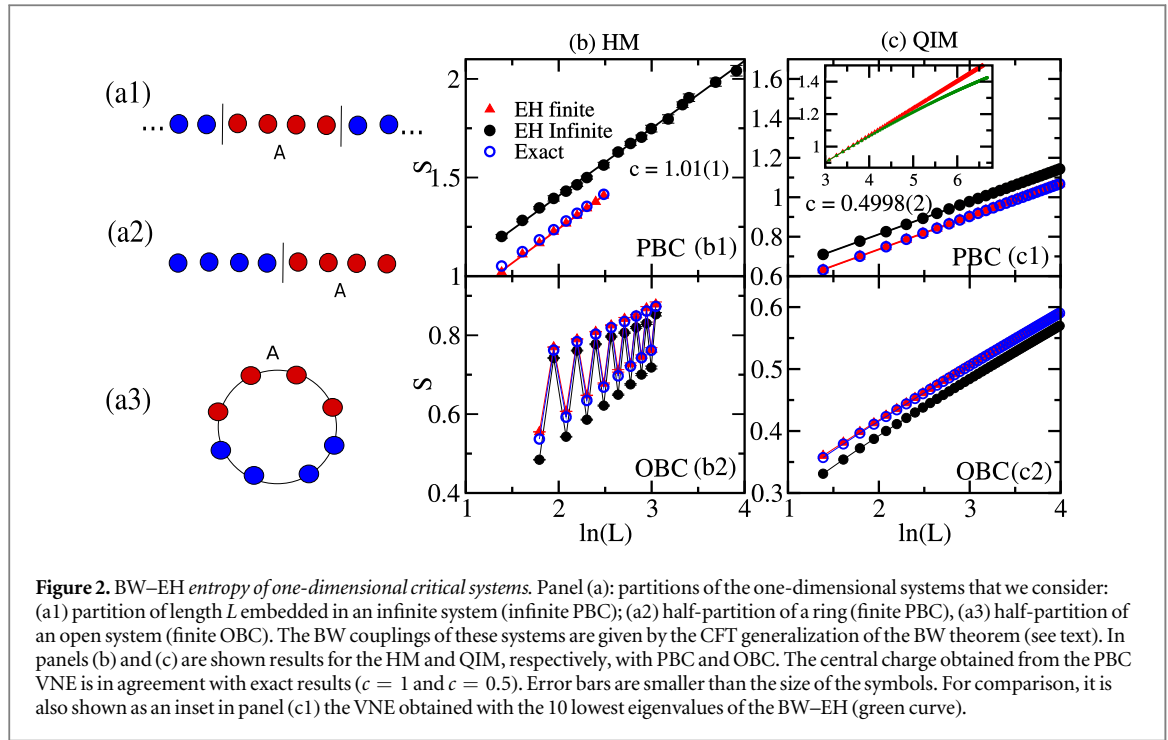 (b) HM
(c) QIM
(a1)
...
...
A
(a2)
A
(a3)
A
2
1.5
1
S
EH finite
EH Infinite
Exact
c = 1.01(1)
PBC (b1)
0.8
0.6
0.4
S
OBC (b2)
1
2
3
4
ln(L)
1.6
1.4
1.2
1
0.8
0.6
1.4
1.2
1
3
4
5
6
c = 0.4998(2)
PBC (c1)
0.6
0.5
0.4
0.3
OBC(c2)
1
2
3
4
ln(L)
Figure 2. BW–EH entropy of one-dimensional critical systems. Panel (a): partitions of the one-dimensional systems that we consider:
(a1) partition of length L embedded in an infinite system (infinite PBC); (a2) half-partition of a ring (finite PBC), (a3) half-partition of
an open system (finite OBC). The BW couplings of these systems are given by the CFT generalization of the BW theorem (see text). In
panels (b) and (c) are shown results for the HM and QIM, respectively, with PBC and OBC. The central charge obtained from the PBC
VNE is in agreement with exact results (c = 1 and c = 0.5). Error bars are smaller than the size of the symbols. For comparison, it is
also shown as an inset in panel (c1) the VNE obtained with the 10 lowest eigenvalues of the BW–EH (green curve).